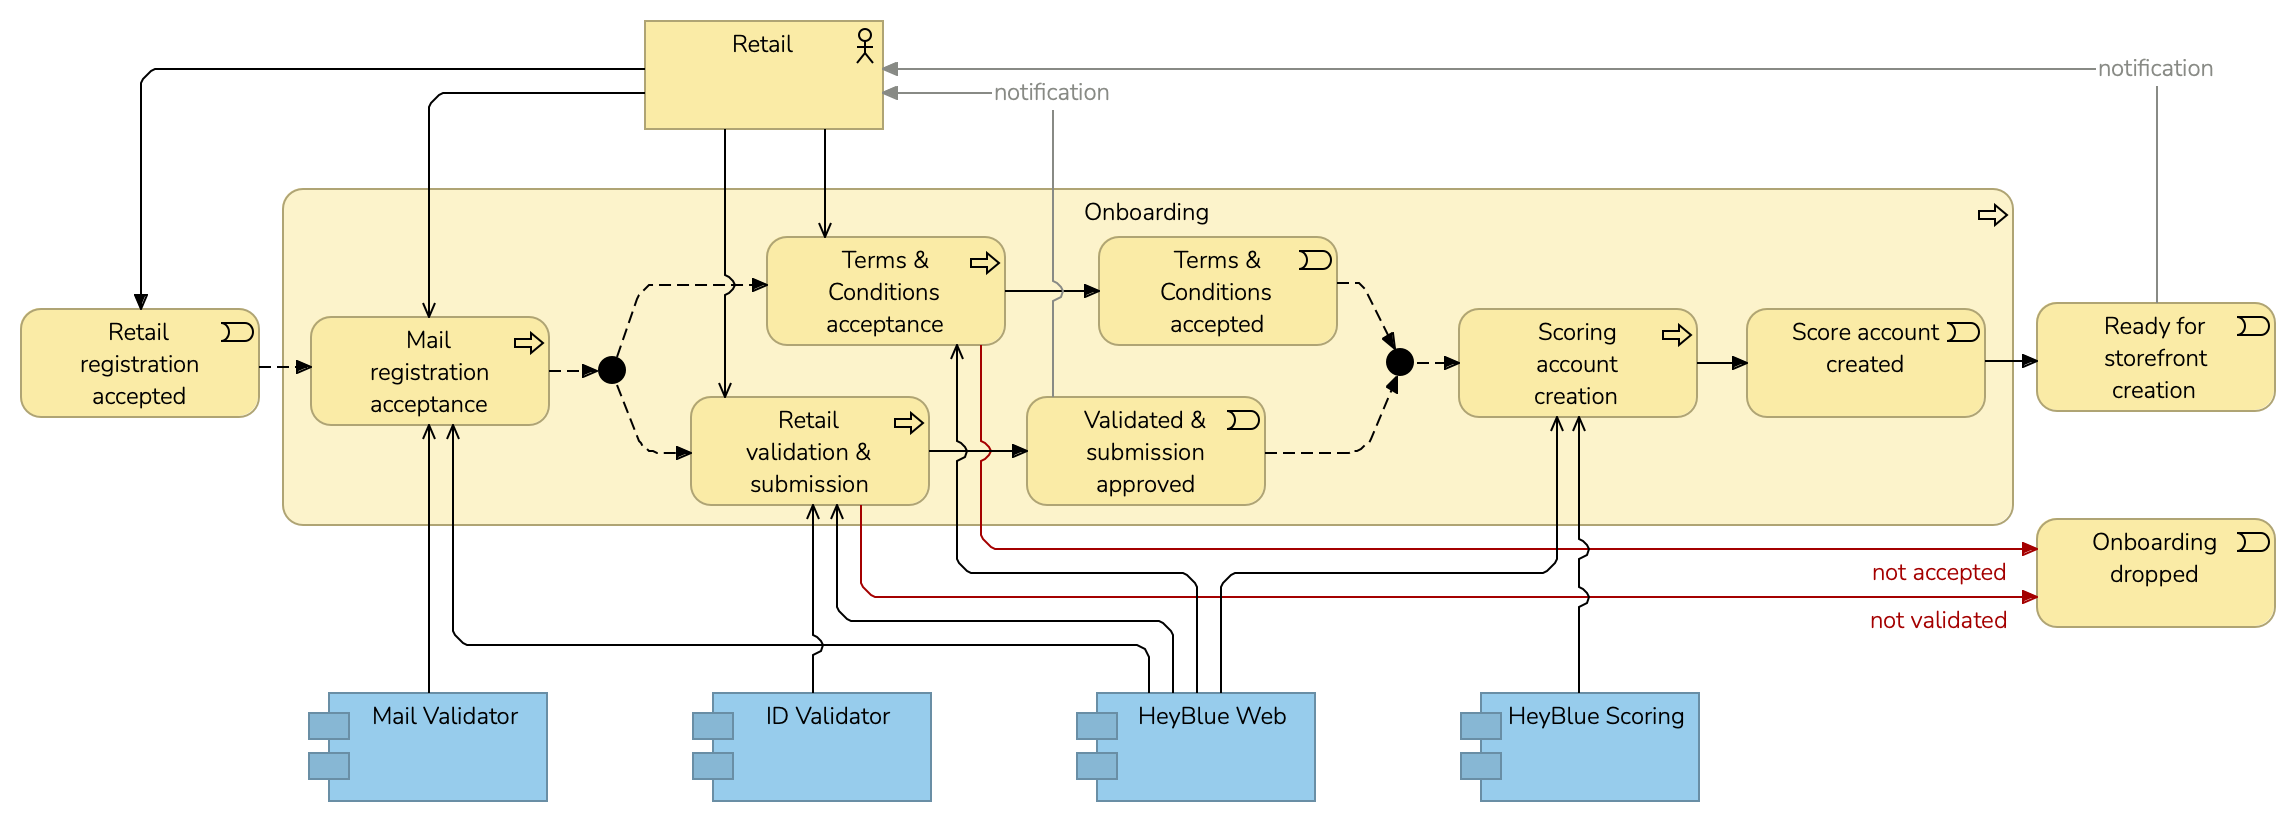 Retail
notification
notification
Onboarding
Terms &
Conditions
acceptance
Terms &
Conditions
accepted
Retail
registration
accepted
Mail
registration
acceptance
Scoring
account
creation
Score account
created
Ready for
storefront
creation
Retail
validation &
submission
Validated &
submission
approved
Onboarding
dropped
not accepted
not validated
Mail Validator
ID Validator
HeyBlue Web
HeyBlue Scoring